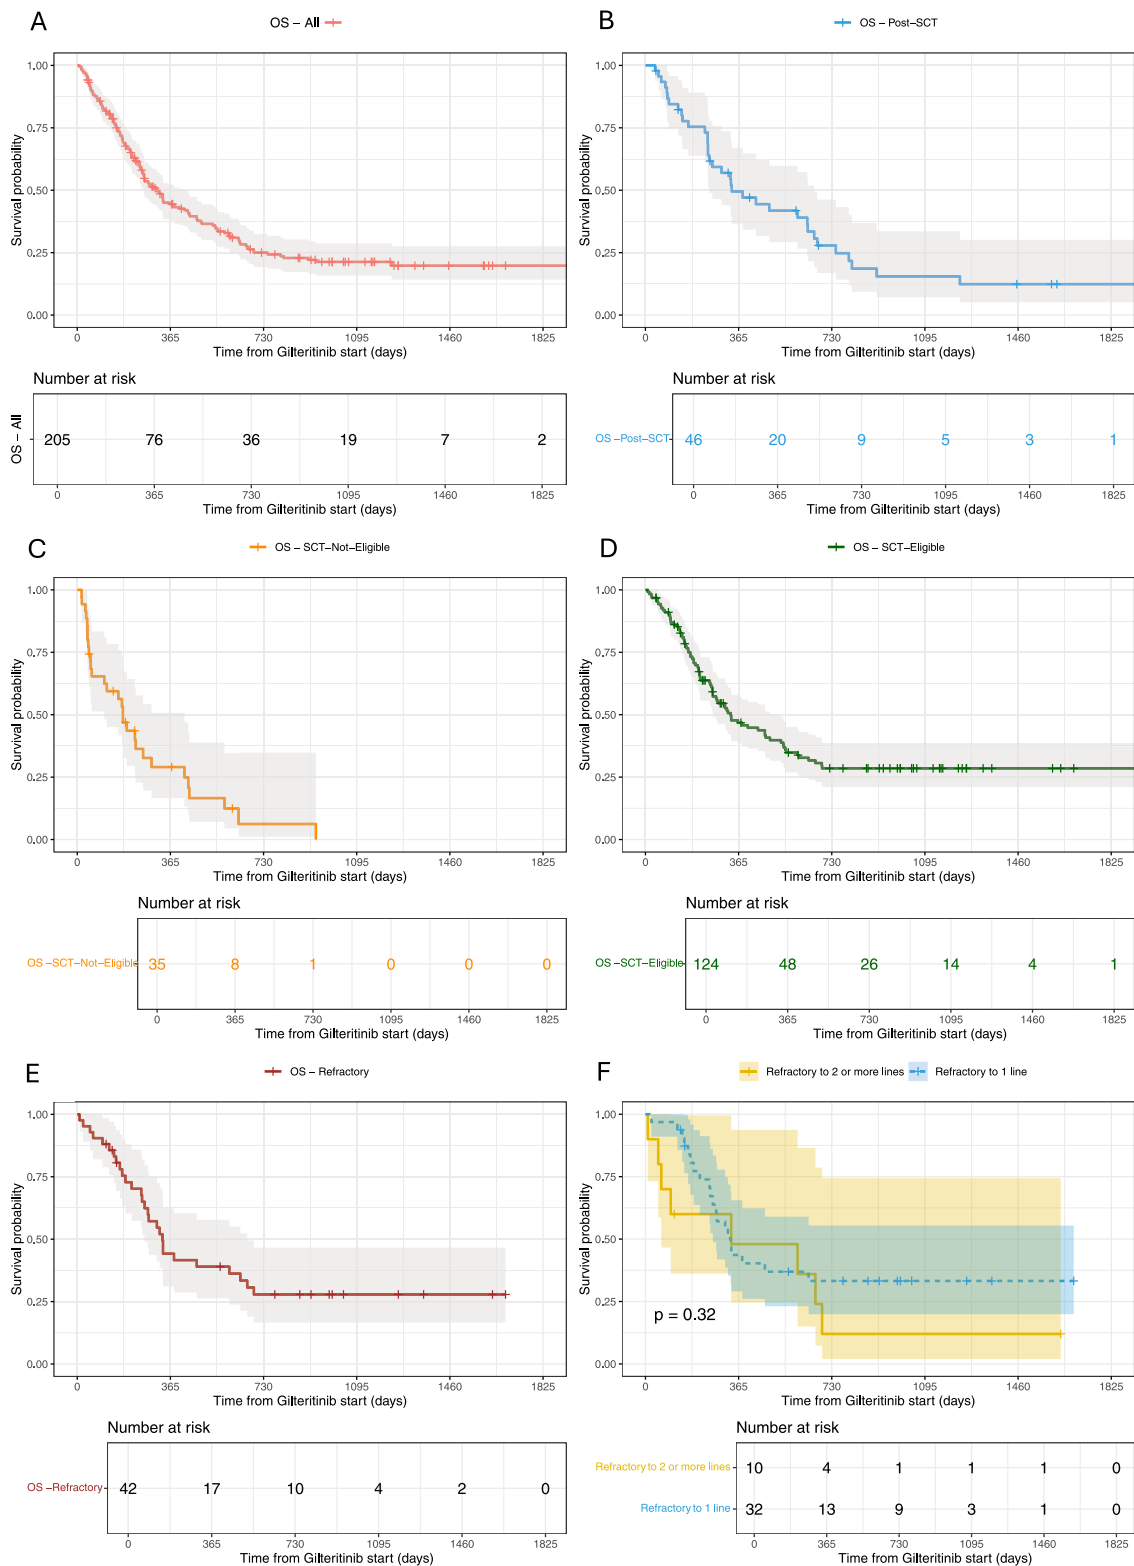 A
OS – All
B
OS – Post–SCT
Survival probability
1.00
0.75
0.50
0.25
0.00
0 365 730 1095 1460 1825
Time from Gilteritinib start (days)
Survival probability
1.00
0.75
0.50
0.25
0.00
0 365 730 1095 1460 1825
Time from Gilteritinib start (days)
Number at risk
OS – All
205 76 36 19 7 2
0 365 730 1095 1460 1825
Time from Gilteritinib start (days)
Number at risk
OS –Post–SCT
46 20 9 5 3 1
0 365 730 1095 1460 1825
Time from Gilteritinib start (days)
C
OS – SCT–Not–Eligible
D
OS – SCT–Eligible
Survival probability
1.00
0.75
0.50
0.25
0.00
0 365 730 1095 1460 1825
Time from Gilteritinib start (days)
Survival probability
1.00
0.75
0.50
0.25
0.00
0 365 730 1095 1460 1825
Time from Gilteritinib start (days)
Number at risk
OS –SCT–Not–Eligible
35 8 1 0 0 0
0 365 730 1095 1460 1825
Time from Gilteritinib start (days)
Number at risk
OS –SCT–Eligible
124 48 26 14 4 1
0 365 730 1095 1460 1825
Time from Gilteritinib start (days)
E
OS – Refractory
F
Refractory to 2 or more lines Refractory to 1 line
Survival probability
1.00
0.75
0.50
0.25
0.00
0 365 730 1095 1460 1825
Time from Gilteritinib start (days)
Survival probability
1.00
0.75
0.50
0.25
0.00
p = 0.32
0 365 730 1095 1460 1825
Time from Gilteritinib start (days)
Number at risk
OS –Refractory
42 17 10 4 2 0
0 365 730 1095 1460 1825
Time from Gilteritinib start (days)
Number at risk
Refractory to 2 or more lines
10 4 1 1 1 0
Refractory to 1 line
32 13 9 3 1 0
0 365 730 1095 1460 1825
Time from Gilteritinib start (days)